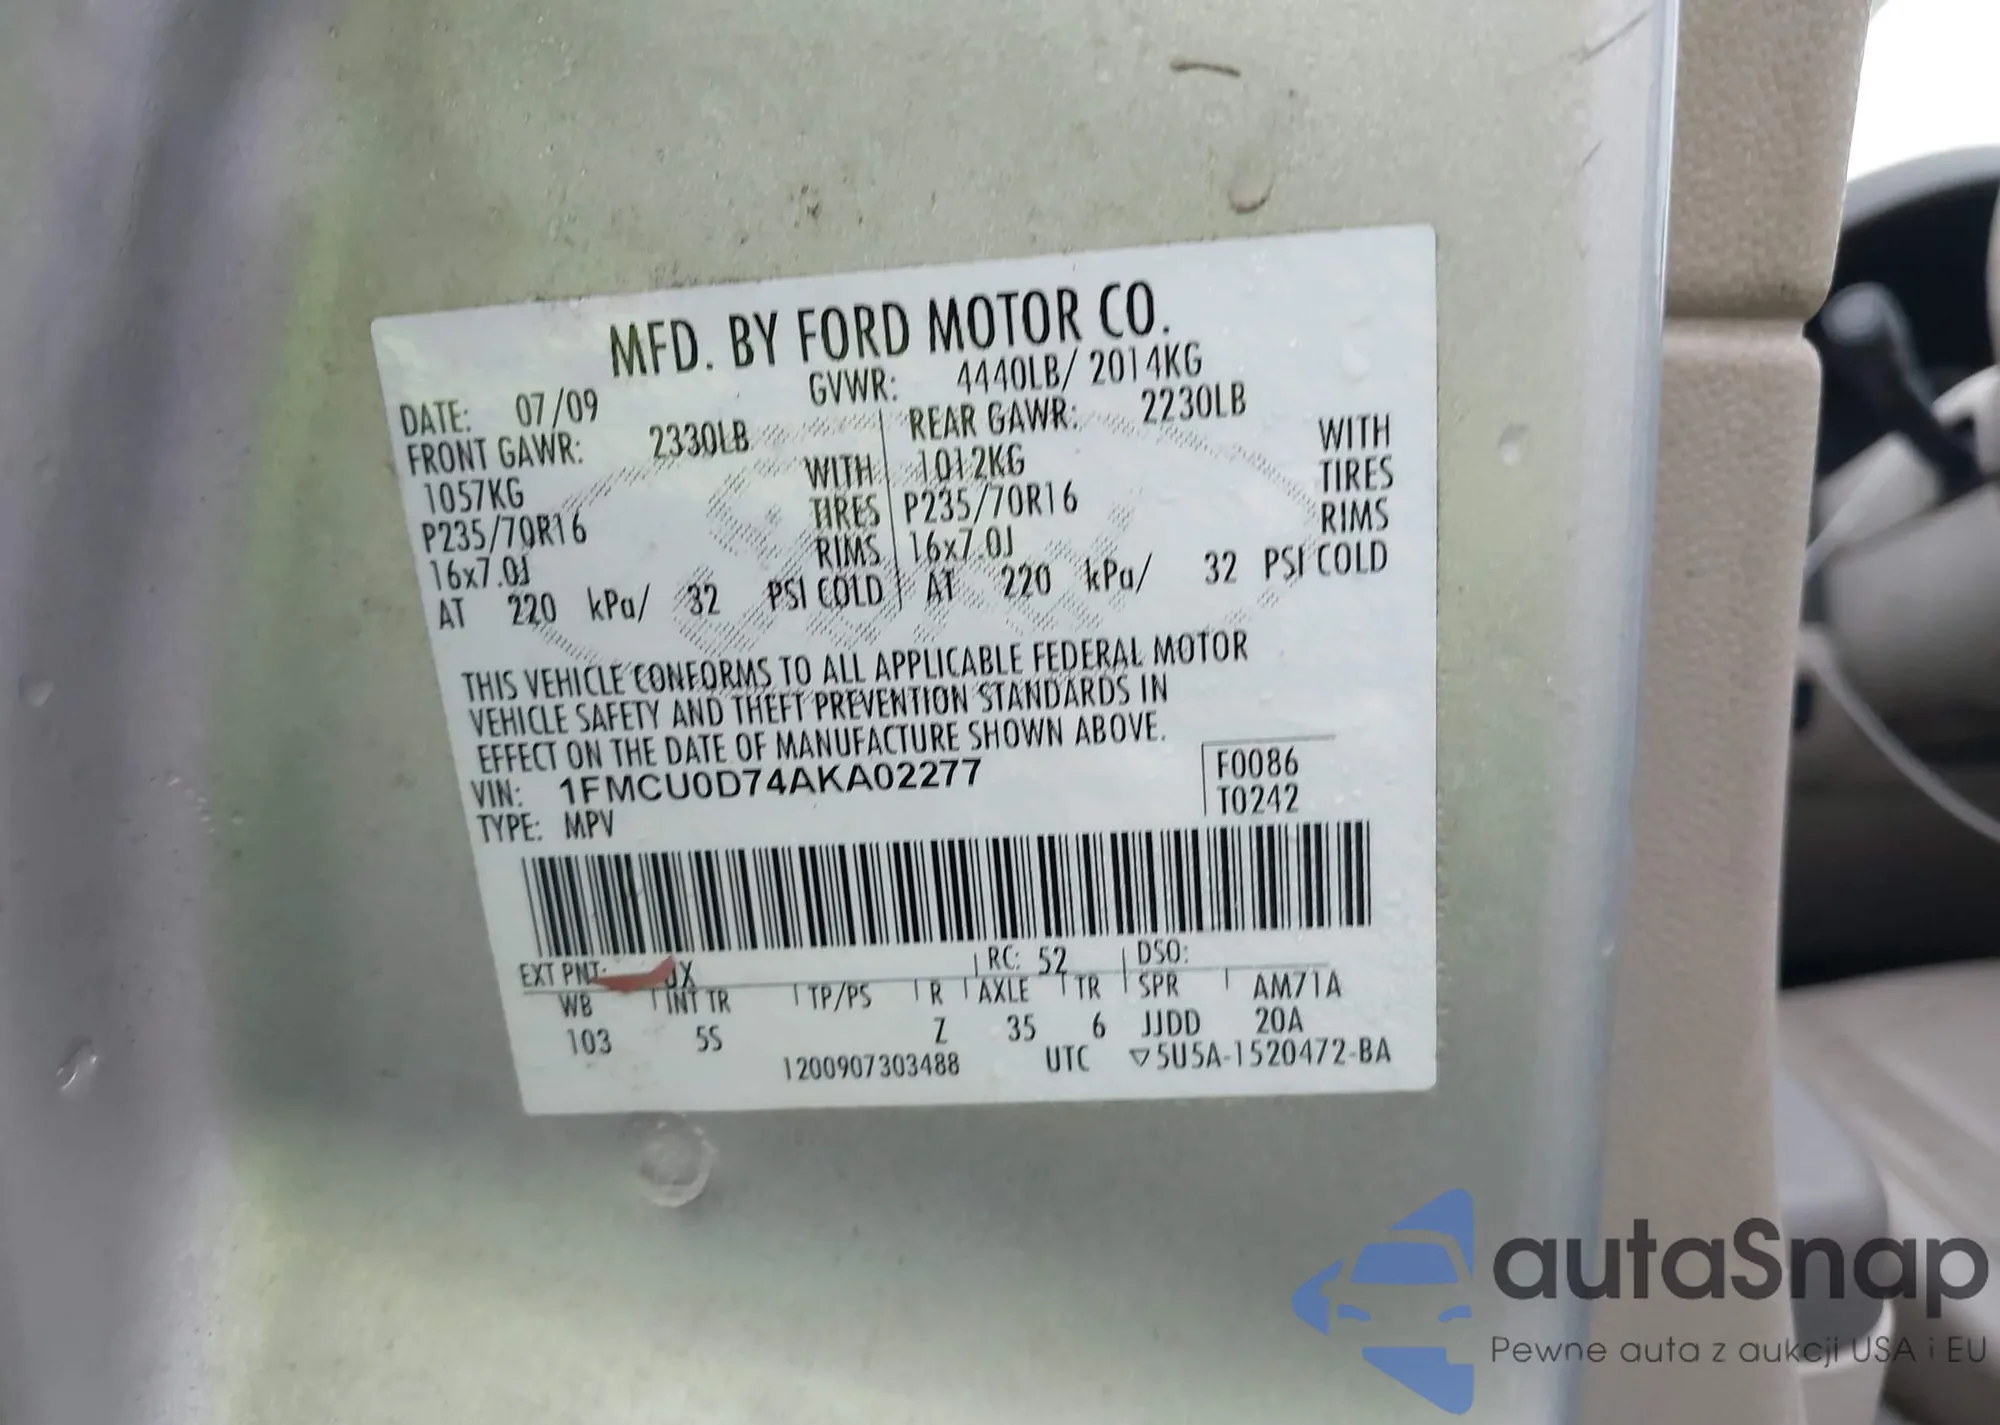 MFD. BY FORD MOTOR CO.
DATE: 07/09 GVWR: 4440LB/ 2014KG
FRONT GAWR: 2330LB REAR GAWR: 2230LB
1057KG WITH 1012KG WITH
P235/70R16 TIRES P235/70R16 TIRES
16x7.0J RIMS 16x7.0J RIMS
AT 220 kPa/ 32 PSI COLD AT 220 kPa/ 32 PSI COLD
THIS VEHICLE CONFORMS TO ALL APPLICABLE FEDERAL MOTOR
VEHICLE SAFETY AND THEFT PREVENTION STANDARDS IN
EFFECT ON THE DATE OF MANUFACTURE SHOWN ABOVE.
VIN: 1FMCU0D74AKA02277 F0086
TYPE: MPV T0242
EXT PNT: RC: 52 DSO:
WB INT TR TP/PS R AXLE TR SPR AM71A
103 5S Z 35 6 JJDD 20A
1200907303488 UTC ▽5U5A-1520472-BA
autaSnap
Pewne auta z aukcji USA i EU